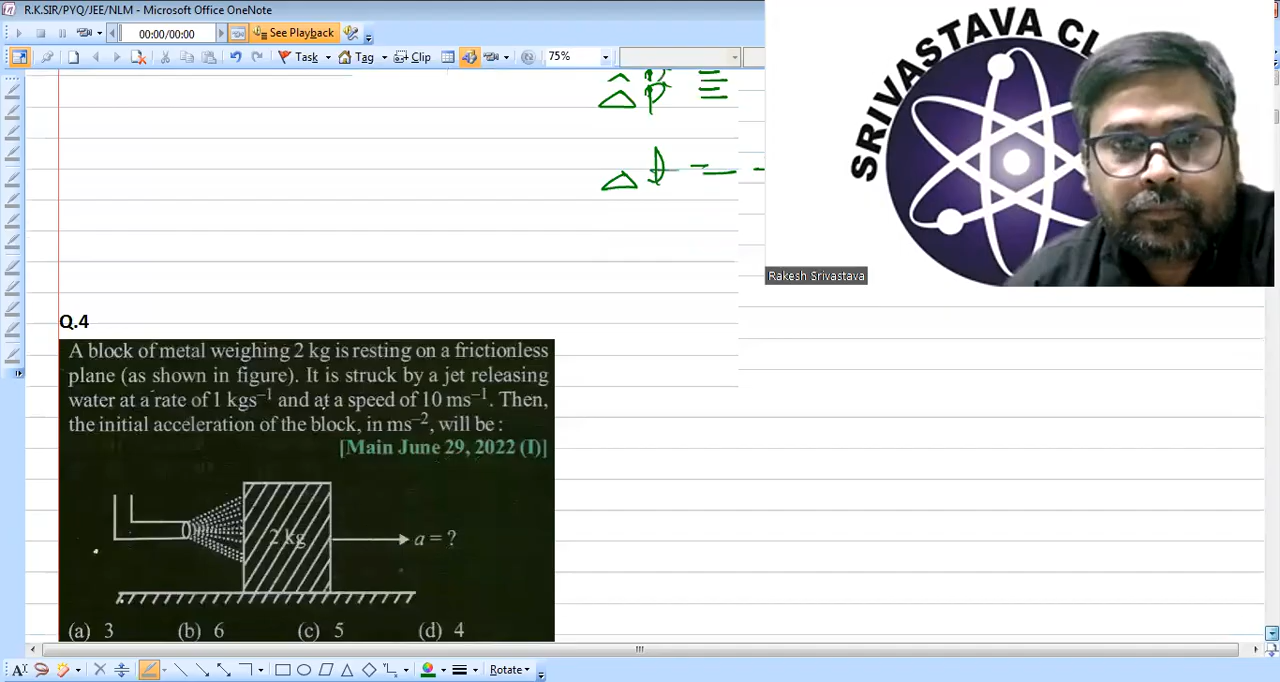 R.K.SIR/PYQ/JEE/NLM - Microsoft Office OneNote
00:00/00:00
See Playback
Task
Tag
Clip
75%
SRIVASTAVA CL
Δ p =
Δ
Rakesh Srivastava
Q.4
A block of metal weighing 2 kg is resting on a frictionless
plane (as shown in figure). It is struck by a jet releasing
water at a rate of 1 kgs⁻¹ and at a speed of 10 ms⁻¹. Then,
the initial acceleration of the block, in ms⁻², will be :
[Main June 29, 2022 (I)]
2 kg
a = ?
(a) 3 (b) 6 (c) 5 (d) 4
Rotate